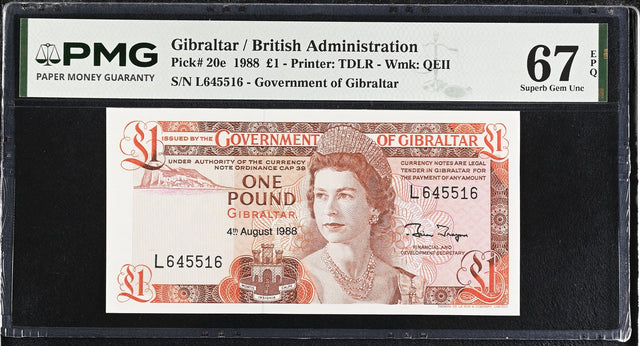 PMG
PAPER MONEY GUARANTY
Gibraltar / British Administration
Pick# 20e 1988 £1 - Printer: TDLR - Wmk: QEII
S/N L645516 - Government of Gibraltar
67 EPQ
Superb Gem Unc
£1
ISSUED BY THE GOVERNMENT OF GIBRALTAR
£1
UNDER AUTHORITY OF THE CURRENCY
NOTE ORDINANCE CAP 39
CURRENCY NOTES ARE LEGAL
TENDER IN GIBRALTAR FOR
THE PAYMENT OF ANY AMOUNT
ONE
POUND
GIBRALTAR
4th August 1988
L645516
FINANCIAL AND
DEVELOPMENT SECRETARY
L645516
£1
£1